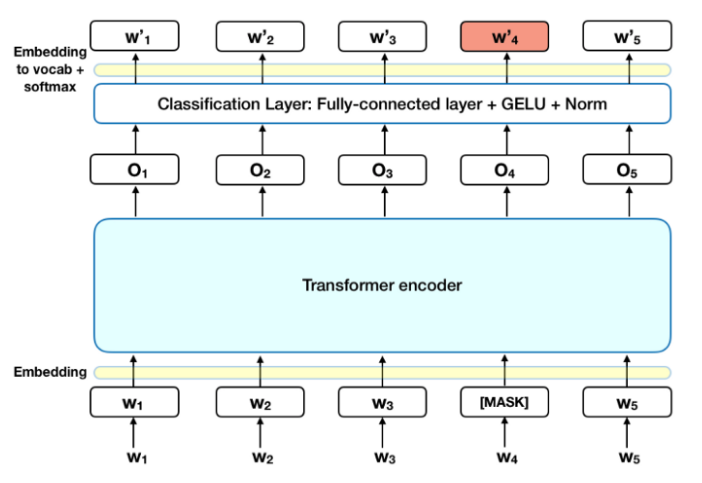 w'1 w'2 w'3 w'4 w'5
Embedding
to vocab +
softmax
Classification Layer: Fully-connected layer + GELU + Norm
O1 O2 O3 O4 O5
Transformer encoder
Embedding
W1 W2 W3 [MASK] W5
W1 W2 W3 W4 W5